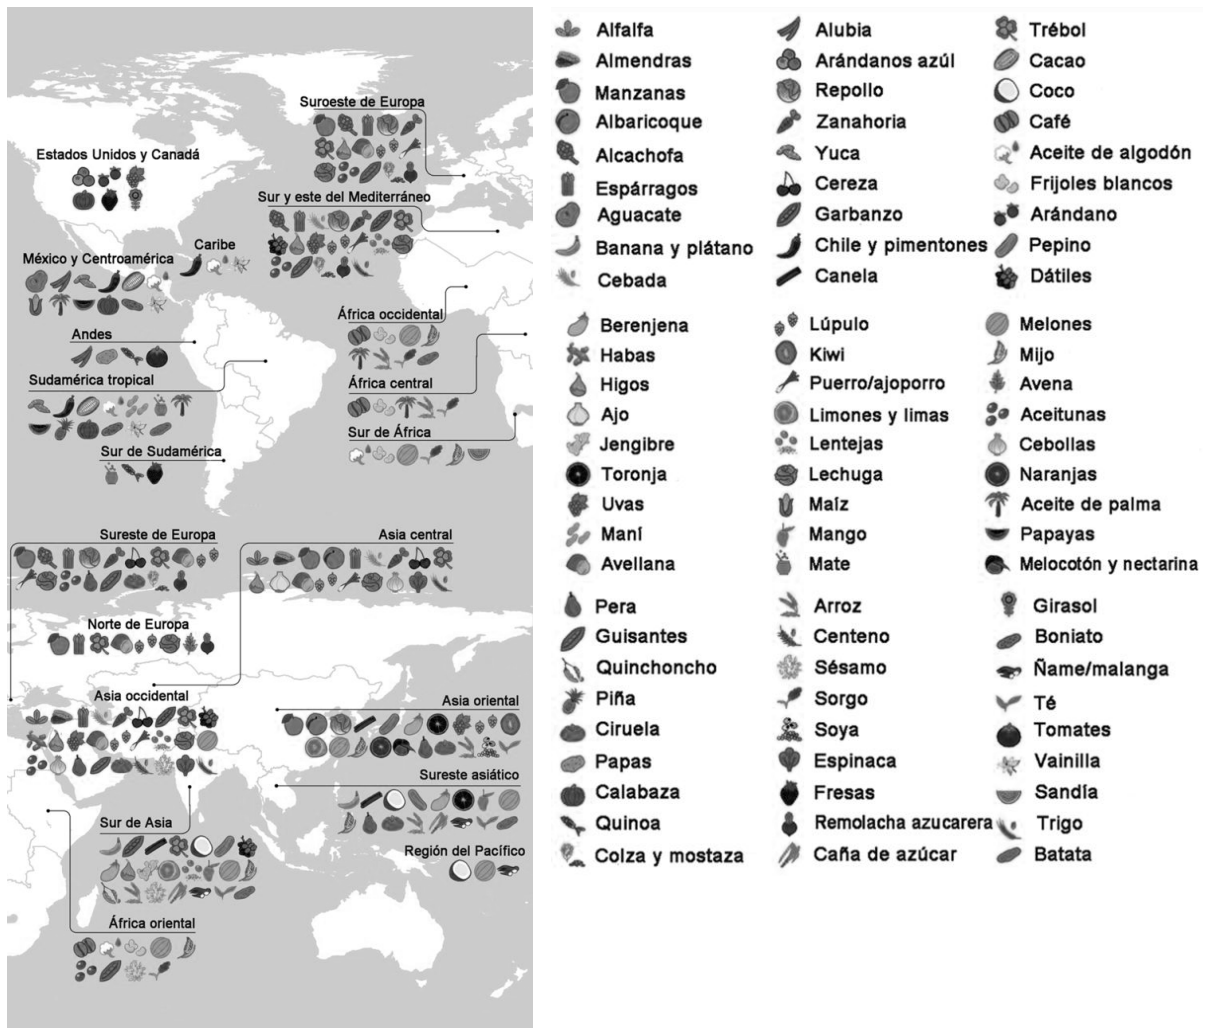 Suroeste de Europa
Estados Unidos y Canadá
Sur y este del Mediterráneo
Caribe
México y Centroamérica
África occidental
Andes
Sudamérica tropical
África central
Sur de África
Sur de Sudamérica
Sureste de Europa
Asia central
Norte de Europa
Asia occidental
Asia oriental
Sureste asiático
Sur de Asia
Región del Pacífico
África oriental
Alfalfa
Almendras
Manzanas
Albaricoque
Alcachofa
Espárragos
Aguacate
Banana y plátano
Cebada
Alubia
Arándanos azúl
Repollo
Zanahoria
Yuca
Cereza
Garbanzo
Chile y pimentones
Canela
Trébol
Cacao
Coco
Café
Aceite de algodón
Frijoles blancos
Arándano
Pepino
Dátiles
Berenjena
Habas
Higos
Ajo
Jengibre
Toronja
Uvas
Maní
Avellana
Lúpulo
Kiwi
Puerro/ajoporro
Limones y limas
Lentejas
Lechuga
Maíz
Mango
Mate
Melones
Mijo
Avena
Aceitunas
Cebollas
Naranjas
Aceite de palma
Papayas
Melocotón y nectarina
Pera
Guisantes
Quinchoncho
Piña
Ciruela
Papas
Calabaza
Quinoa
Colza y mostaza
Arroz
Centeno
Sésamo
Sorgo
Soya
Espinaca
Fresas
Remolacha azucarera
Caña de azúcar
Girasol
Boniato
Ñame/malanga
Té
Tomates
Vainilla
Sandía
Trigo
Batata